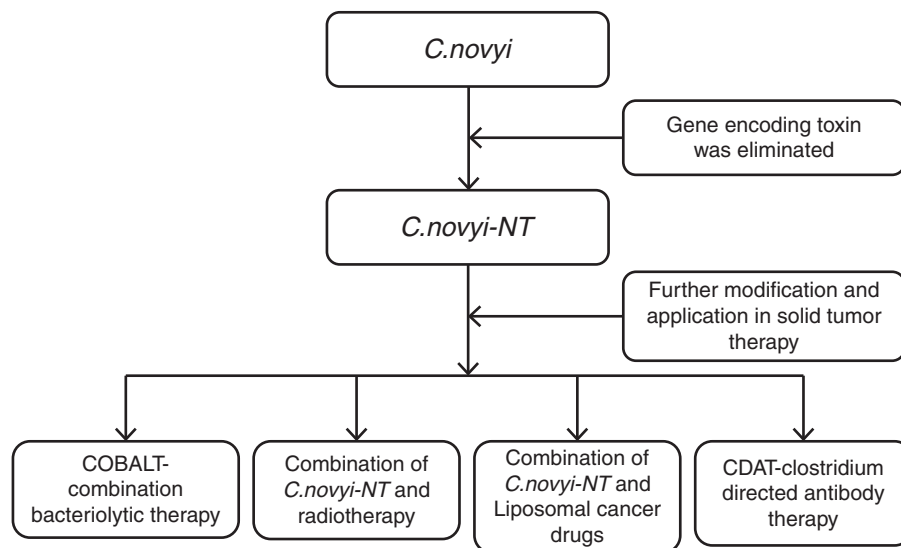 C.novyi
Gene encoding toxin
was eliminated
C.novyi-NT
Further modification and
application in solid tumor
therapy
COBALT-
combination
bacteriolytic therapy
Combination of
C.novyi-NT and
radiotherapy
Combination of
C.novyi-NT and
Liposomal cancer
drugs
CDAT-clostridium
directed antibody
therapy